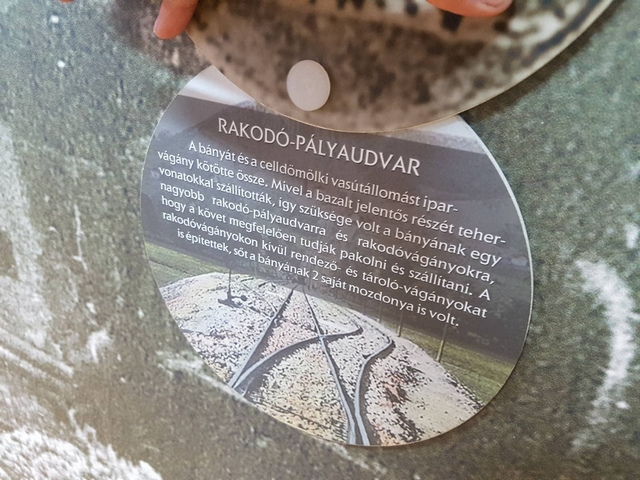 RAKODÓ-PÁLYAUDVAR
A bányát és a celldömölki vasútállomást ipar-
vágány kötötte össze. Mivel a bazalt jelentős részét teher-
vonatokkal szállították, így szüksége volt a bányának egy
nagyobb rakodó-pályaudvarra és rakodóvágányokra,
hogy a követ megfelelően tudják pakolni és szállítani. A
rakodóvágányokon kívül rendező- és tároló-vágányokat
is építettek, sőt a bányának 2 saját mozdonya is volt.